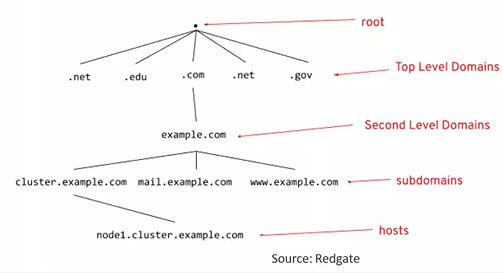 root
.net .edu .com .net .gov Top Level Domains
example.com Second Level Domains
cluster.example.com mail.example.com www.example.com subdomains
node1.cluster.example.com hosts
Source: Redgate